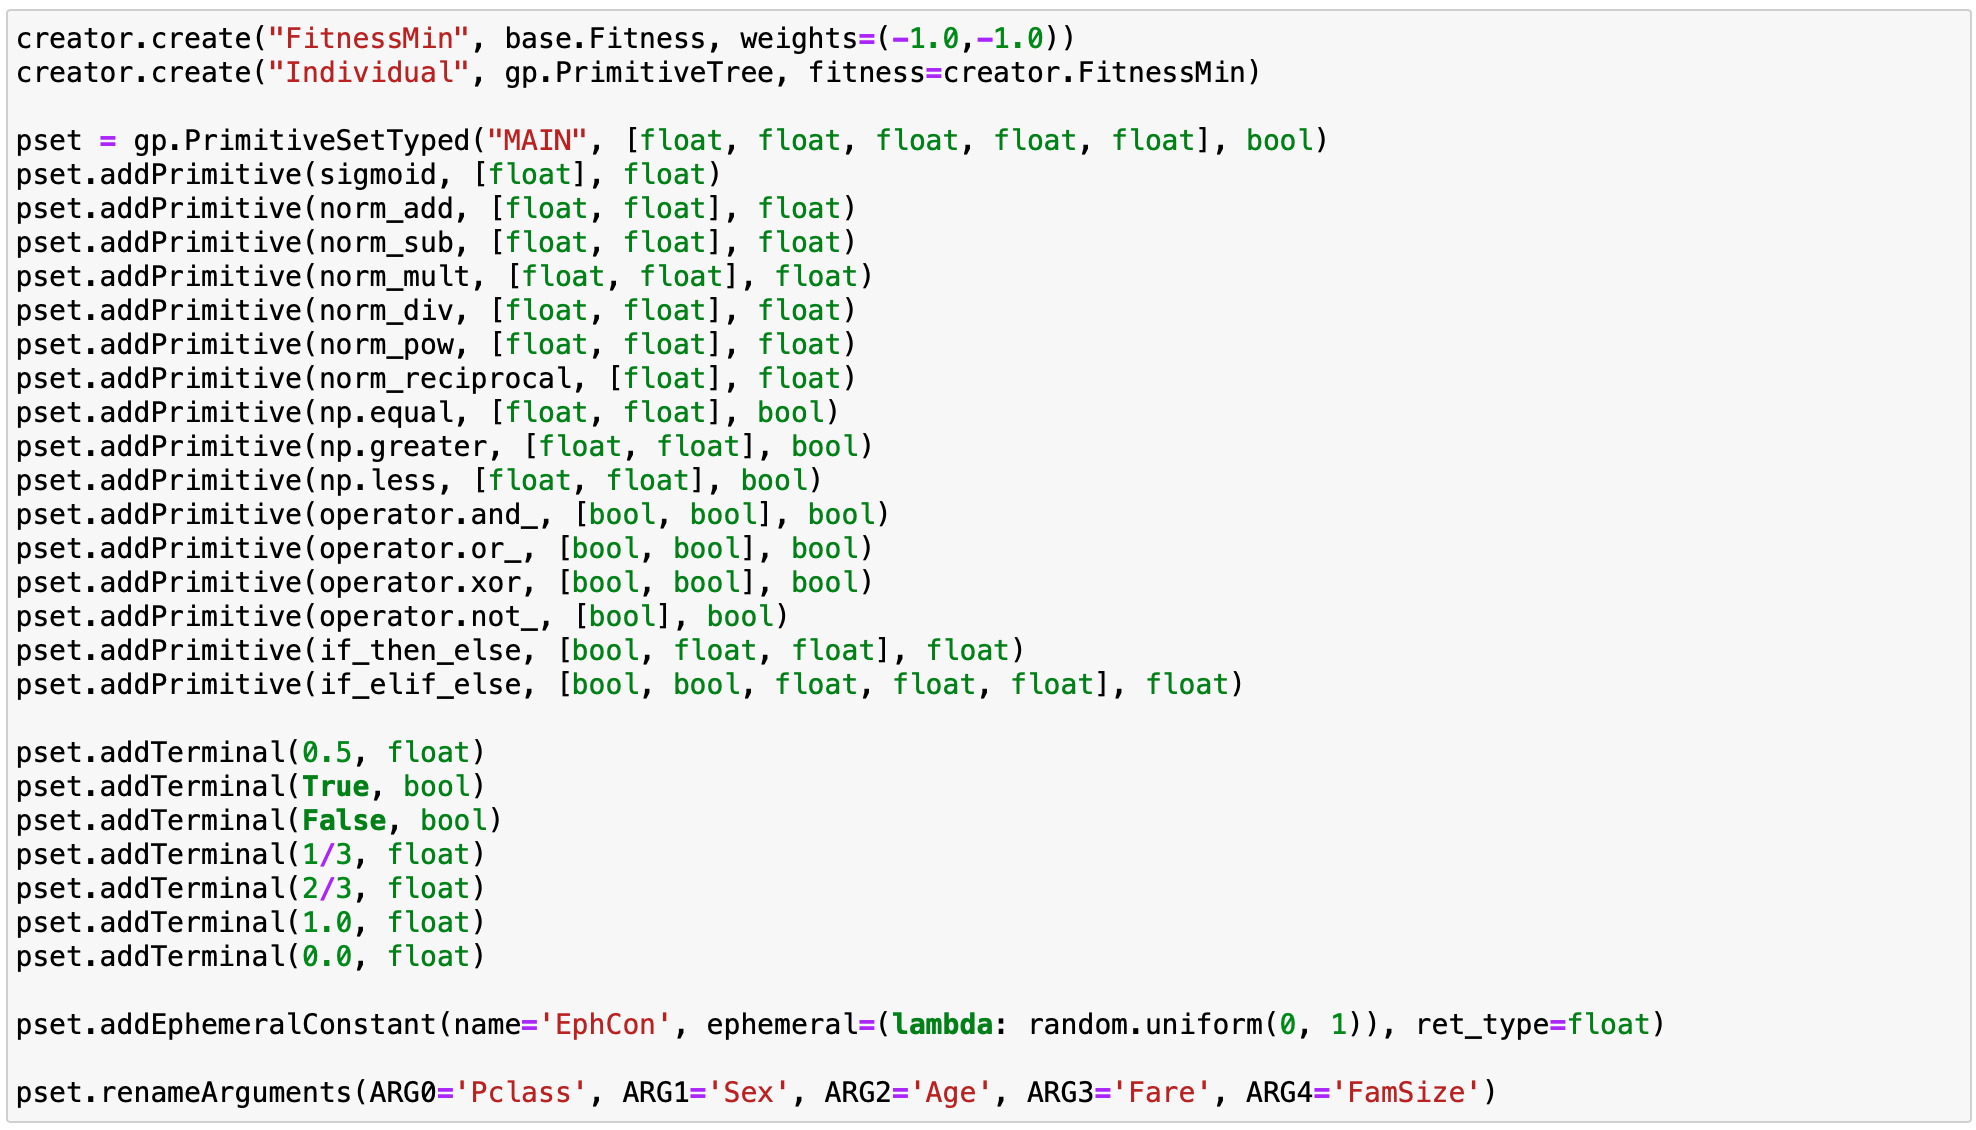 creator.create("FitnessMin", base.Fitness, weights=(-1.0,-1.0))
creator.create("Individual", gp.PrimitiveTree, fitness=creator.FitnessMin)
pset = gp.PrimitiveSetTyped("MAIN", [float, float, float, float, float], bool)
pset.addPrimitive(sigmoid, [float], float)
pset.addPrimitive(norm_add, [float, float], float)
pset.addPrimitive(norm_sub, [float, float], float)
pset.addPrimitive(norm_mult, [float, float], float)
pset.addPrimitive(norm_div, [float, float], float)
pset.addPrimitive(norm_pow, [float, float], float)
pset.addPrimitive(norm_reciprocal, [float], float)
pset.addPrimitive(np.equal, [float, float], bool)
pset.addPrimitive(np.greater, [float, float], bool)
pset.addPrimitive(np.less, [float, float], bool)
pset.addPrimitive(operator.and_, [bool, bool], bool)
pset.addPrimitive(operator.or_, [bool, bool], bool)
pset.addPrimitive(operator.xor, [bool, bool], bool)
pset.addPrimitive(operator.not_, [bool], bool)
pset.addPrimitive(if_then_else, [bool, float, float], float)
pset.addPrimitive(if_elif_else, [bool, bool, float, float, float], float)
pset.addTerminal(0.5, float)
pset.addTerminal(True, bool)
pset.addTerminal(False, bool)
pset.addTerminal(1/3, float)
pset.addTerminal(2/3, float)
pset.addTerminal(1.0, float)
pset.addTerminal(0.0, float)
pset.addEphemeralConstant(name='EphCon', ephemeral=(lambda: random.uniform(0, 1)), ret_type=float)
pset.renameArguments(ARG0='Pclass', ARG1='Sex', ARG2='Age', ARG3='Fare', ARG4='FamSize')